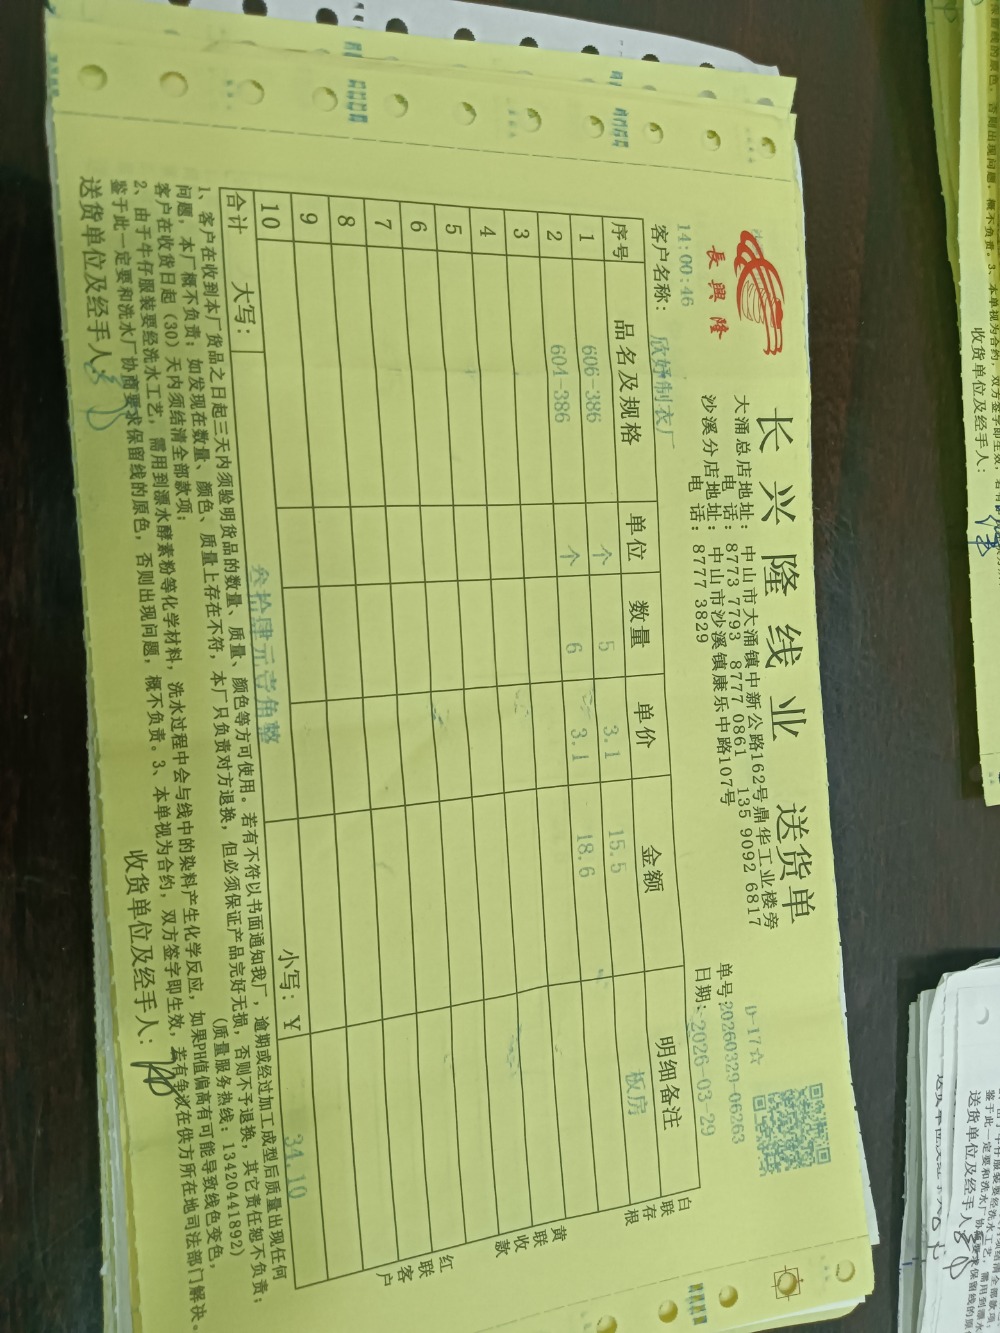 長興隆
长兴隆线业 送货单
大涌总店地址：中山市大涌镇中新公路162号鼎华工业楼旁
电话：8773 7793 8777 0861 135 9092 6817
沙溪分店地址：中山市沙溪镇康乐中路107号
电话：8777 3829
D-17☆
单号:20260329-06263
日期:2026-03-29
14:00:46
客户名称：欣妤制衣厂
序号 品名及规格 单位 数量 单价 金额 明细备注
1 606-386 个 5 3.1 15.5 板房
2 604-386 个 6 3.1 18.6
3
4
5
6
7
8
9
10
合计 大写：叁拾肆元壹角整 小写：¥ 34.10
白联存根
黄联收款
红联客户
1、客户在收到本厂货品之日起三天内须验明货品的数量、质量、颜色等方可使用。若有不符以书面通知我厂，逾期或经过加工成型后质量出现任何
问题，本厂概不负责；如发现在数量、颜色、质量上存在不符，本厂只负责对方退换，但必须保证产品完好无损，否则不予退换，其它责任恕不负责；
客户在收货日起（30）天内须结清全部款项； （质量服务热线：13420441892）
2、由于牛仔服装要经洗水工艺，需用到漂水酵素粉等化学材料，洗水过程中会与线中的染料产生化学反应，如果PH值偏高有可能导致线色变色，
鉴于此一定要和洗水厂协商要求保留线的原色，否则出现问题，概不负责。3、本单视为合约，双方签字即生效，若有争议在供方所在地司法部门解决。
送货单位及经手人：
收货单位及经手人：
收货单位及经手人：
送货单位及经手人